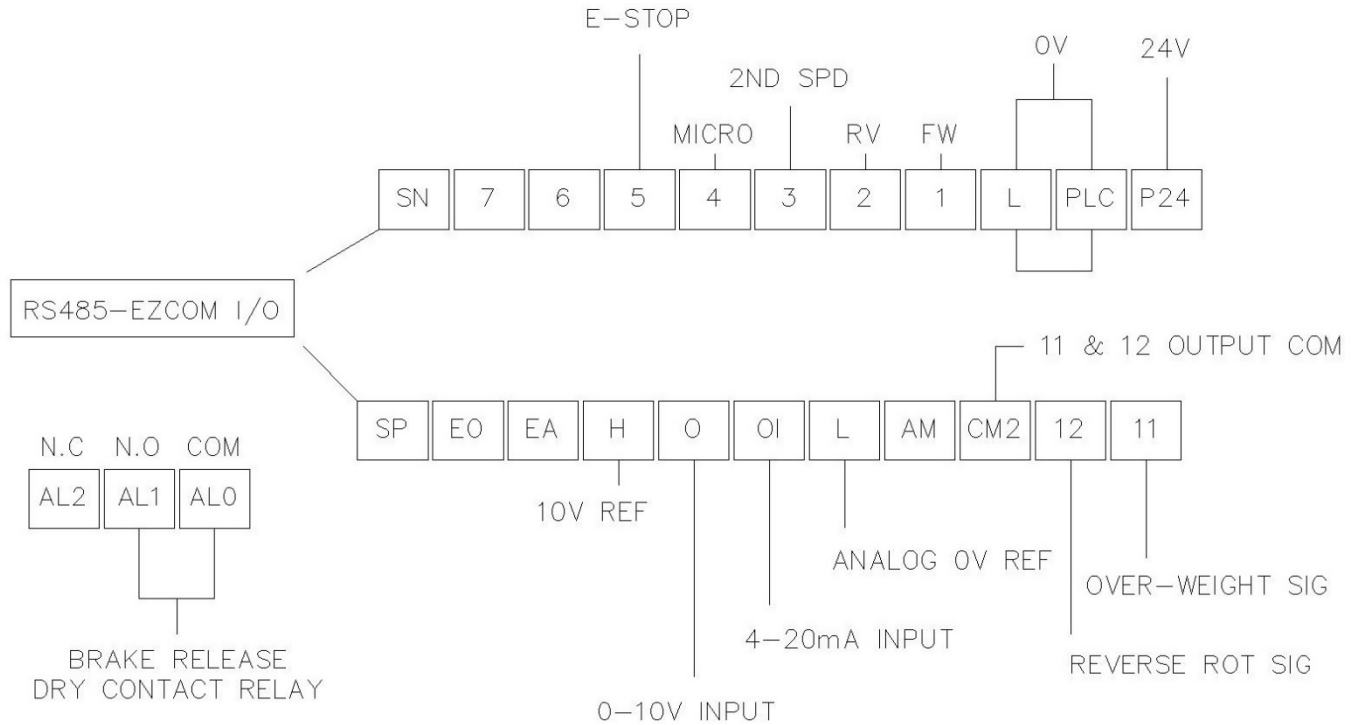 E-STOP
0V 24V
2ND SPD
MICRO RV FW
SN 7 6 5 4 3 2 1 L PLC P24
RS485-EZCOM I/O
11 & 12 OUTPUT COM
SP EO EA H O OI L AM CM2 12 11
N.C N.O COM
AL2 AL1 AL0
10V REF
ANALOG 0V REF
OVER-WEIGHT SIG
4-20mA INPUT
REVERSE ROT SIG
BRAKE RELEASE
DRY CONTACT RELAY
0-10V INPUT